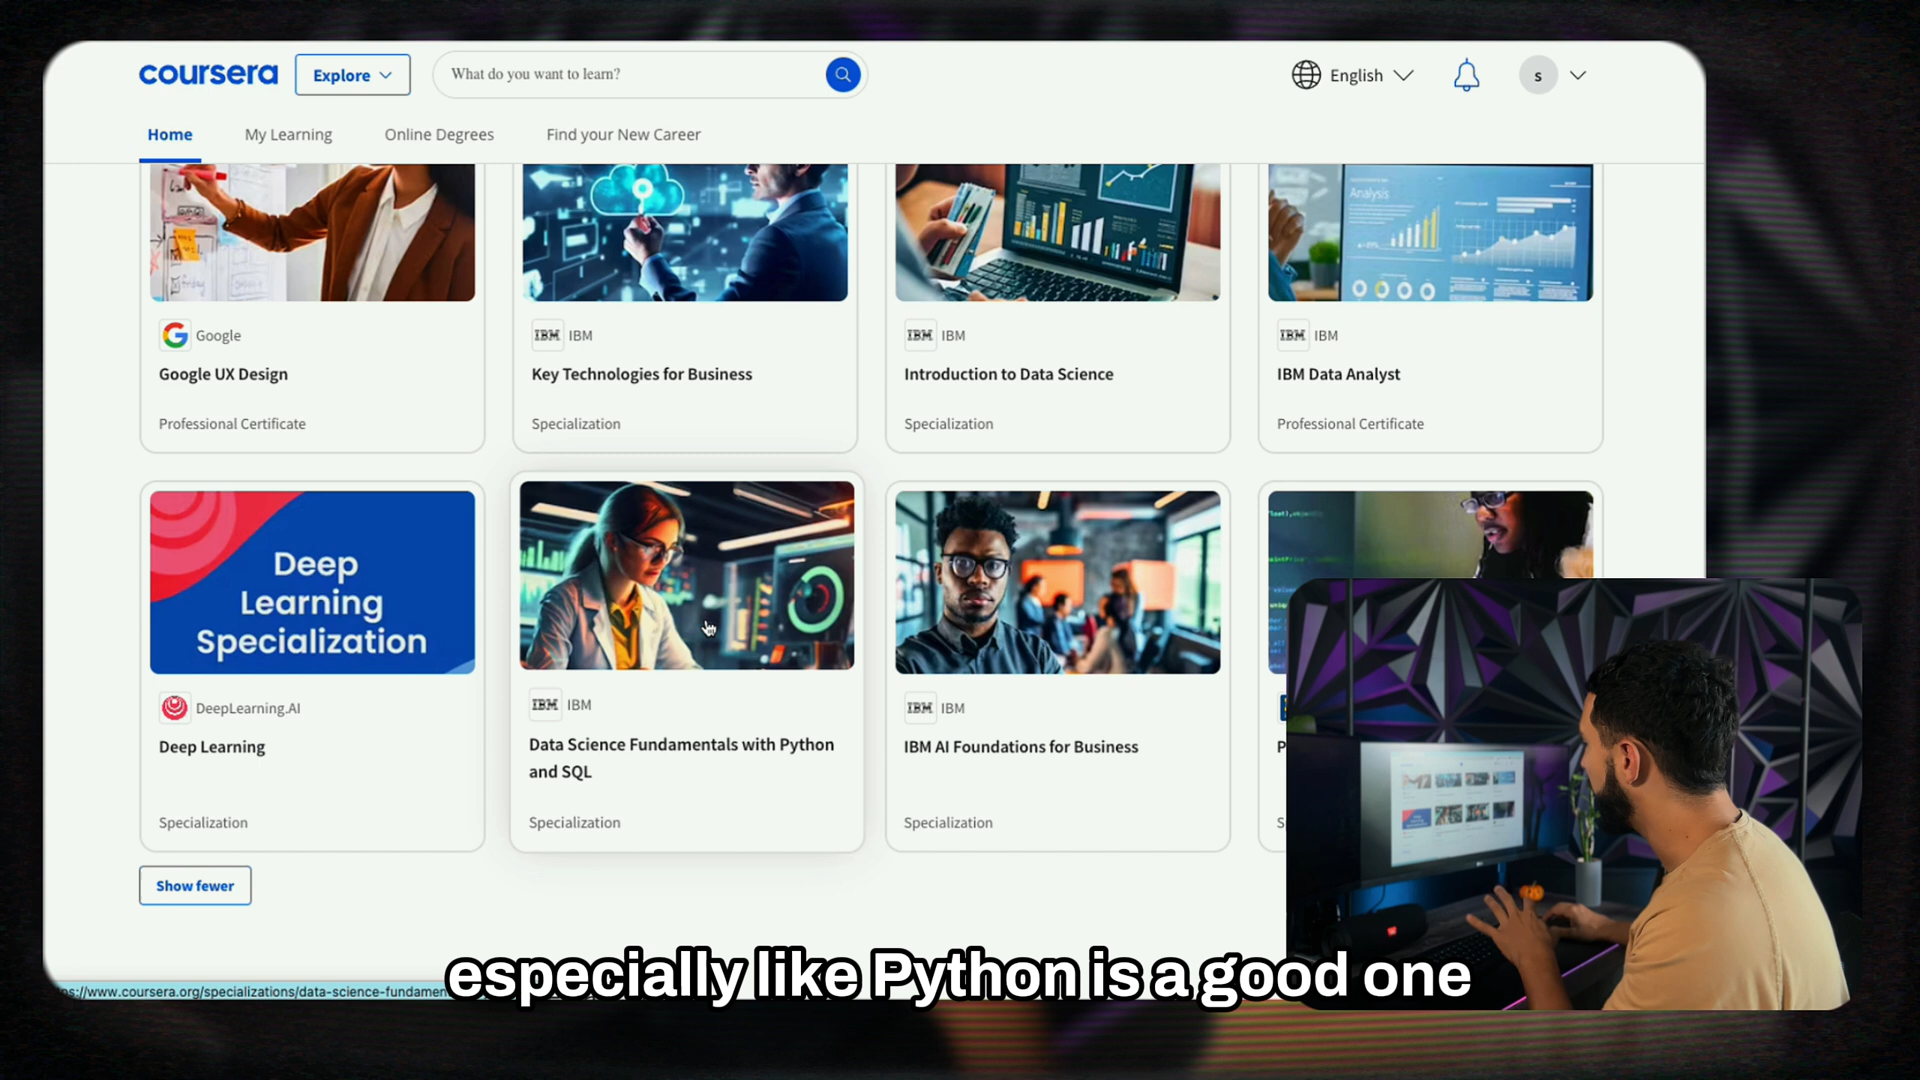 coursera
Explore
What do you want to learn?
English
s
Home
My Learning
Online Degrees
Find your New Career
Analysis
Google
Google UX Design
Professional Certificate
IBM IBM
Key Technologies for Business
Specialization
IBM IBM
Introduction to Data Science
Specialization
IBM IBM
IBM Data Analyst
Professional Certificate
Deep
Learning
Specialization
DeepLearning.AI
Deep Learning
Specialization
IBM IBM
Data Science Fundamentals with Python
and SQL
Specialization
IBM IBM
IBM AI Foundations for Business
Specialization
P
S
Show fewer
especially like Python is a good one
ps://www.coursera.org/specializations/data-science-fundamen